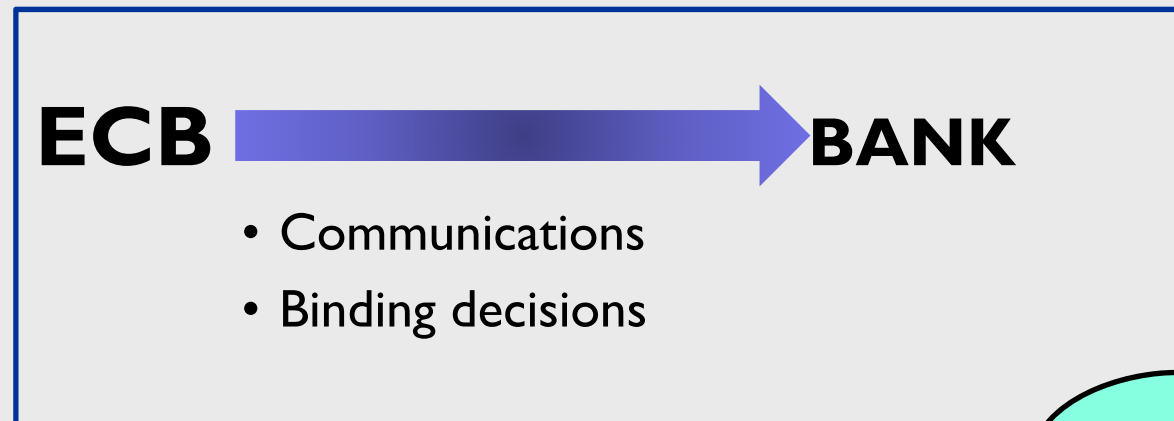 ECB BANK
• Communications
• Binding decisions